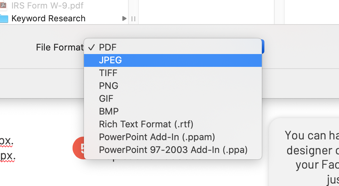 IRS Form W-9.pdf
Keyword Research
File Format
✓ PDF
JPEG
TIFF
PNG
GIF
BMP
Rich Text Format (.rtf)
PowerPoint Add-In (.ppam)
PowerPoint 97-2003 Add-In (.ppa)
px.
px.
You can ha
designer o
your Fac
jus